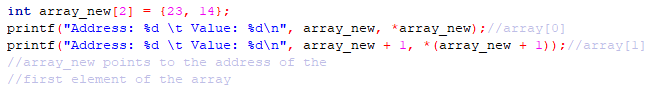 int array_new[2] = {23, 14};
printf("Address: %d \t Value: %d\n", array_new, *array_new);//array[0]
printf("Address: %d \t Value: %d\n", array_new + 1, *(array_new + 1));//array[1]
//array_new points to the address of the
//first element of the array